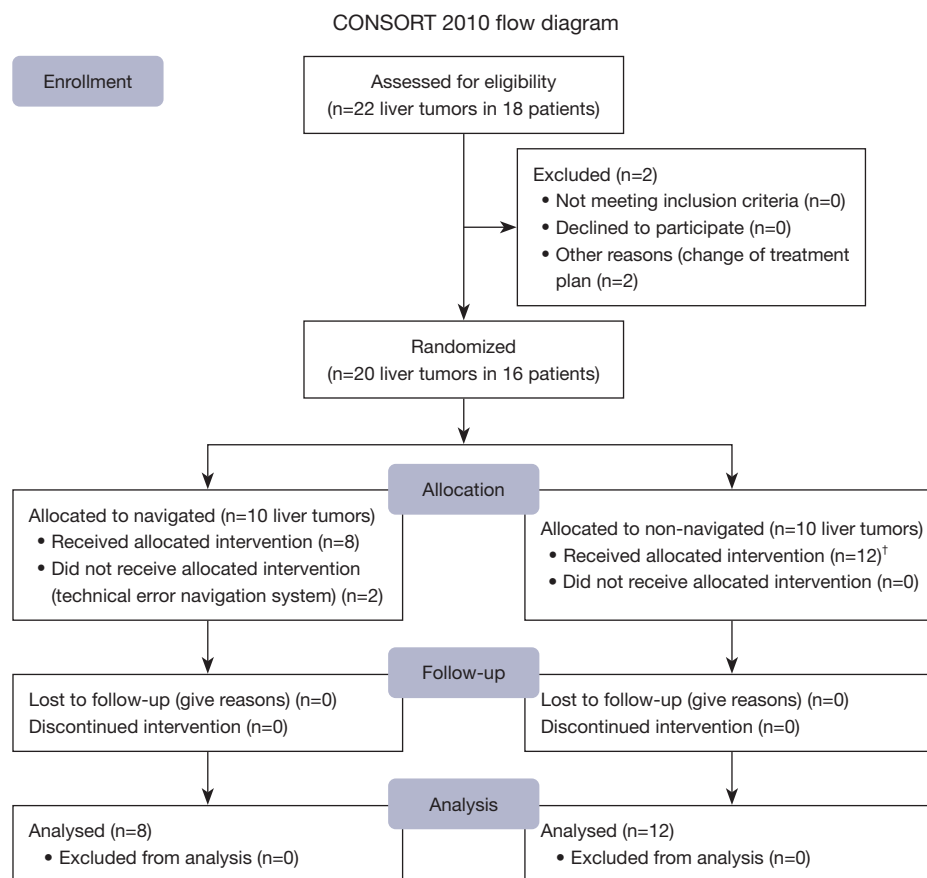 CONSORT 2010 flow diagram
Enrollment
Assessed for eligibility
(n=22 liver tumors in 18 patients)
Excluded (n=2)
• Not meeting inclusion criteria (n=0)
• Declined to participate (n=0)
• Other reasons (change of treatment
plan (n=2)
Randomized
(n=20 liver tumors in 16 patients)
Allocation
Allocated to navigated (n=10 liver tumors)
• Received allocated intervention (n=8)
• Did not receive allocated intervention
(technical error navigation system) (n=2)
Allocated to non-navigated (n=10 liver tumors)
• Received allocated intervention (n=12)†
• Did not receive allocated intervention (n=0)
Follow-up
Lost to follow-up (give reasons) (n=0)
Discontinued intervention (n=0)
Lost to follow-up (give reasons) (n=0)
Discontinued intervention (n=0)
Analysis
Analysed (n=8)
• Excluded from analysis (n=0)
Analysed (n=12)
• Excluded from analysis (n=0)